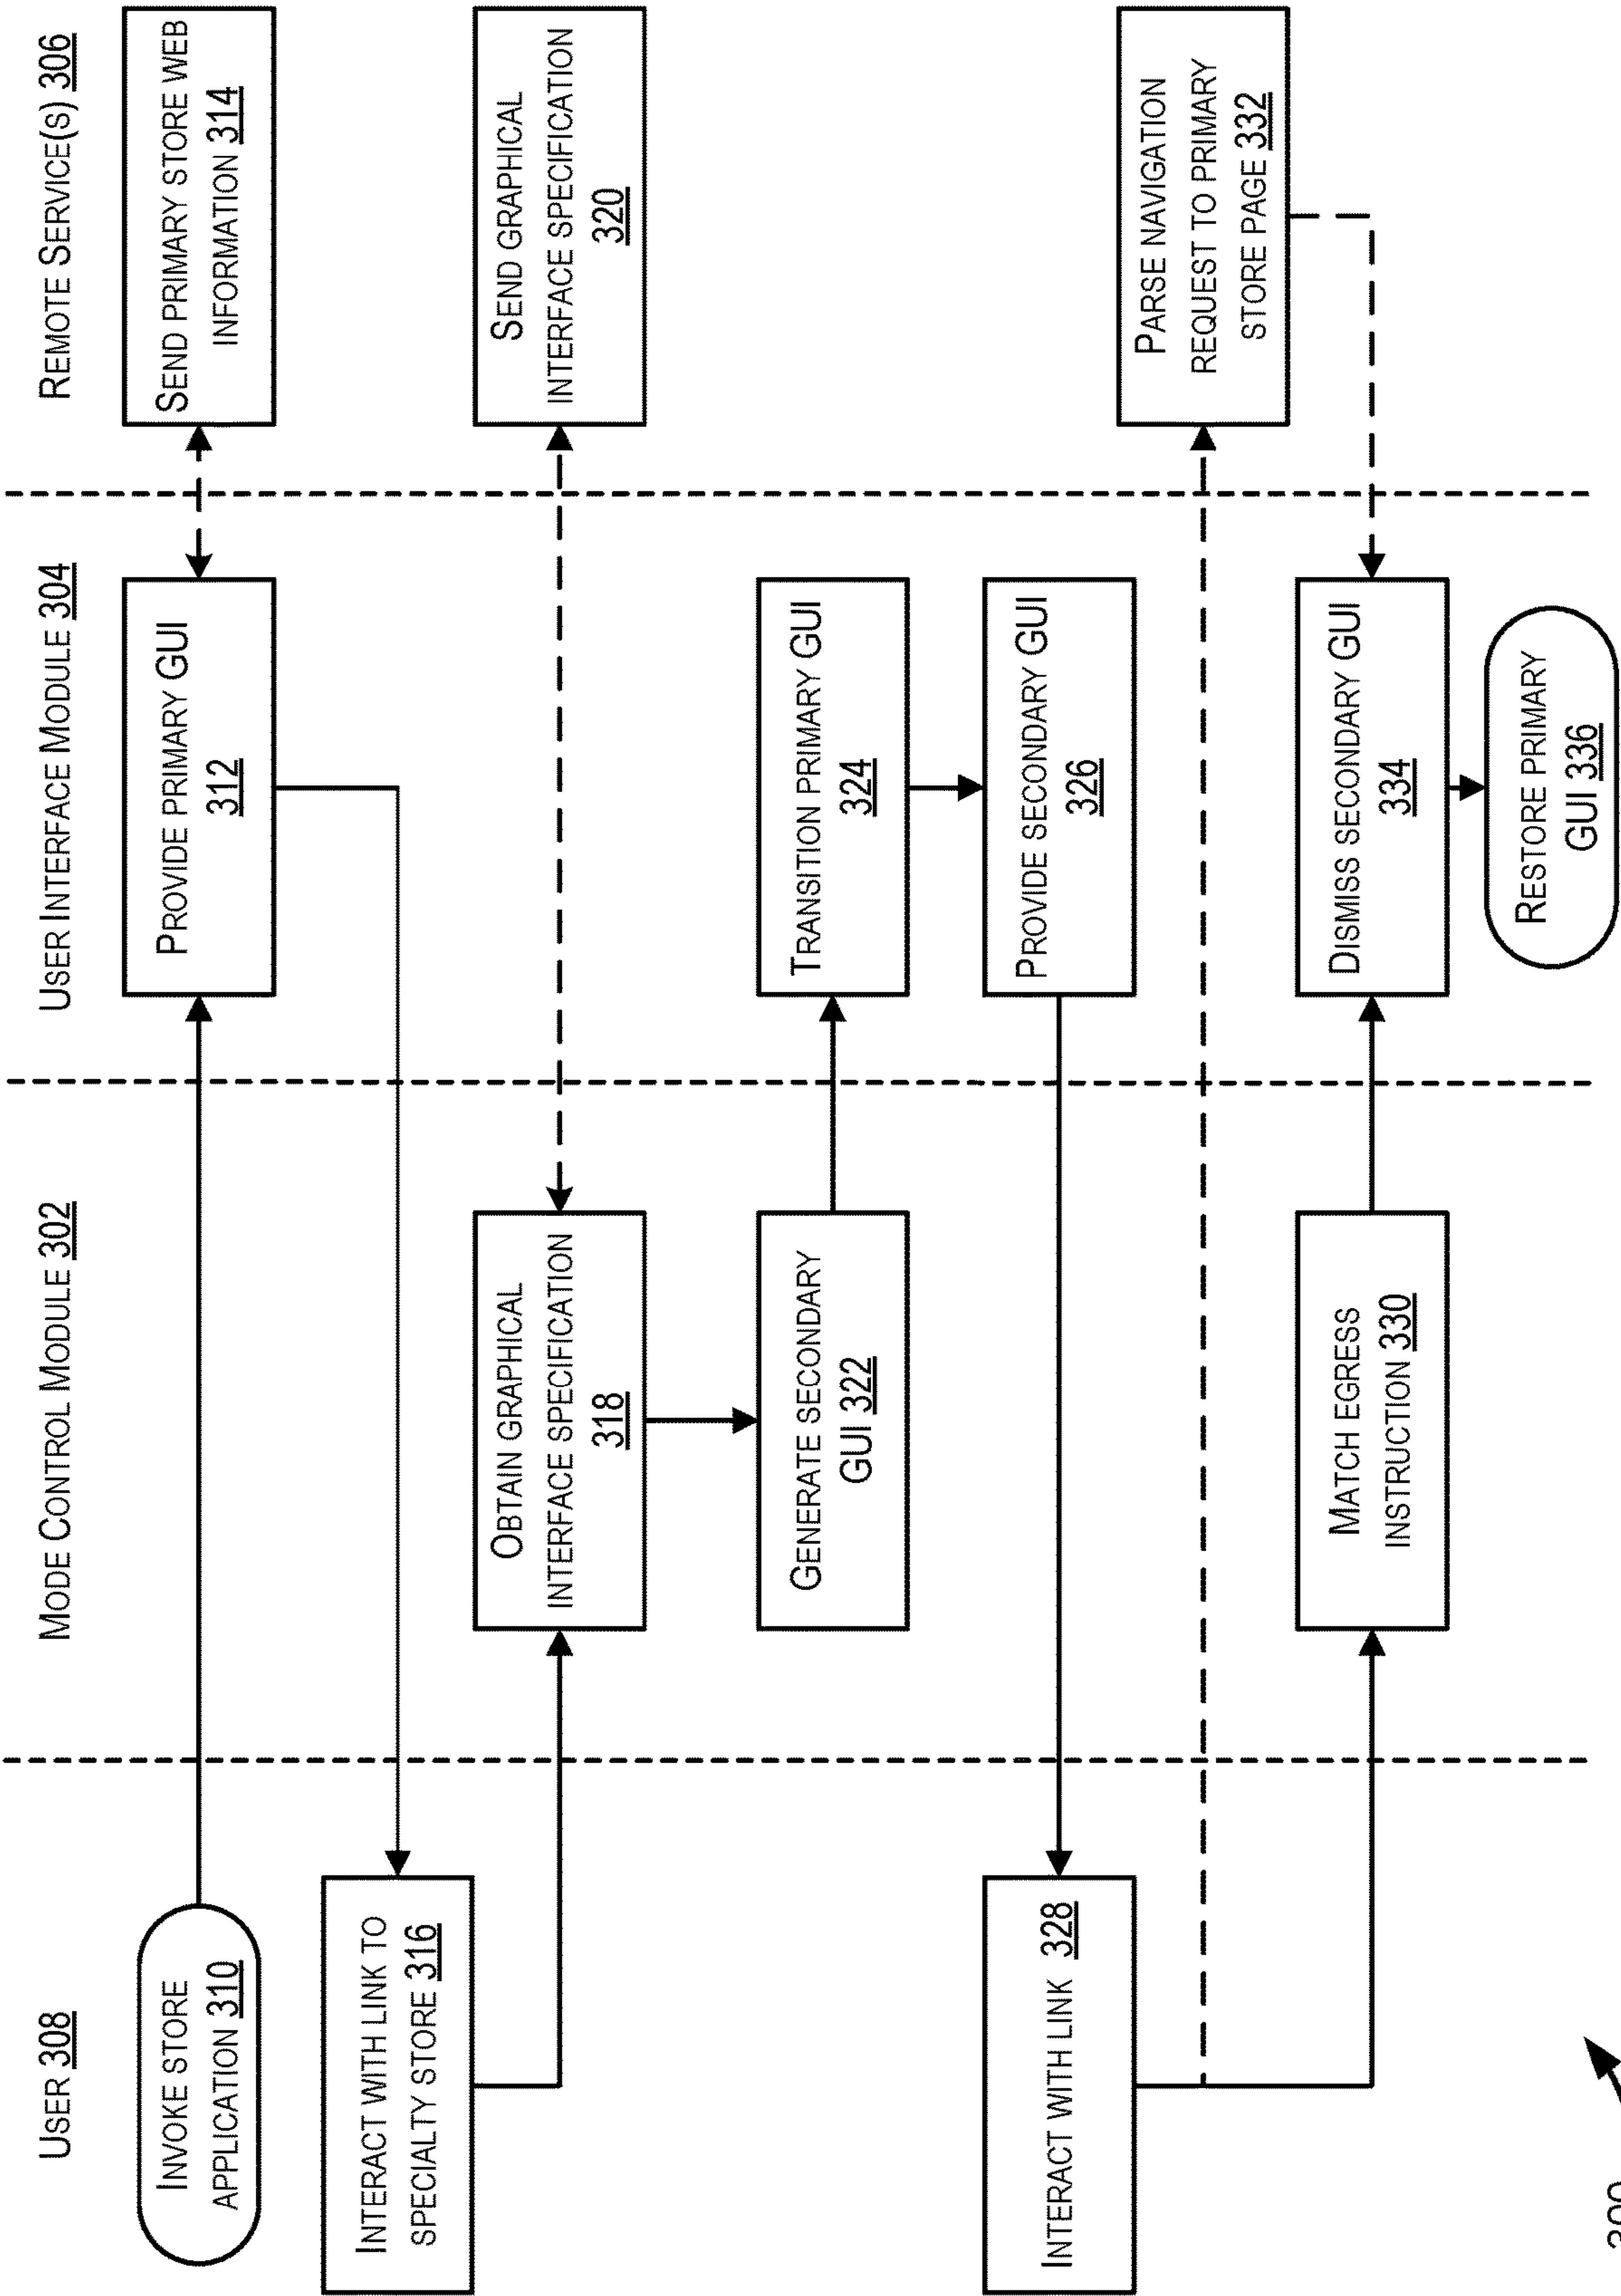 USER 308
MODE CONTROL MODULE 302
USER INTERFACE MODULE 304
REMOTE SERVICE(S) 306
INVOKE STORE
APPLICATION 310
PROVIDE PRIMARY GUI
312
SEND PRIMARY STORE WEB
INFORMATION 314
INTERACT WITH LINK TO
SPECIALTY STORE 316
OBTAIN GRAPHICAL
INTERFACE SPECIFICATION
318
SEND GRAPHICAL
INTERFACE SPECIFICATION
320
GENERATE SECONDARY
GUI 322
TRANSITION PRIMARY GUI
324
PROVIDE SECONDARY GUI
326
INTERACT WITH LINK 328
PARSE NAVIGATION
REQUEST TO PRIMARY
STORE PAGE 332
MATCH EGRESS
INSTRUCTION 330
DISMISS SECONDARY GUI
334
RESTORE PRIMARY
GUI 336